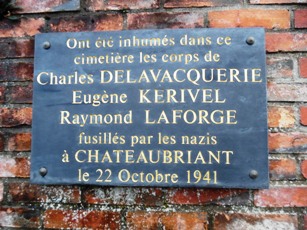 Ont été inhumés dans ce
cimetière les corps de
Charles DELAVACQUERIE
Eugène KERIVEL
Raymond LAFORGE
fusillés par les nazis
à CHATEAUBRIANT
le 22 Octobre 1941